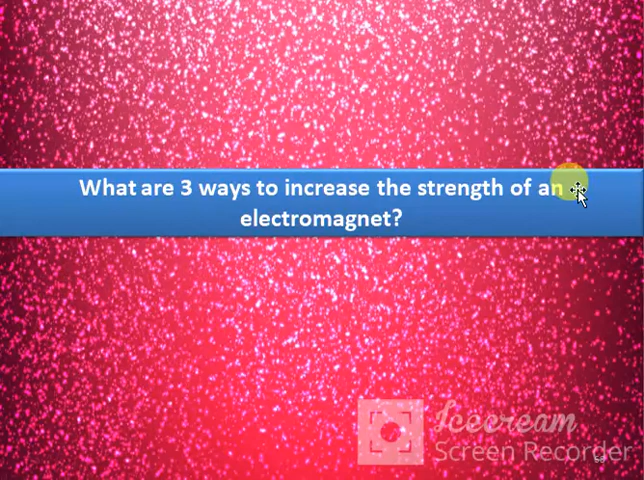 What are 3 ways to increase the strength of an
electromagnet?
Icecream
Screen Recorder